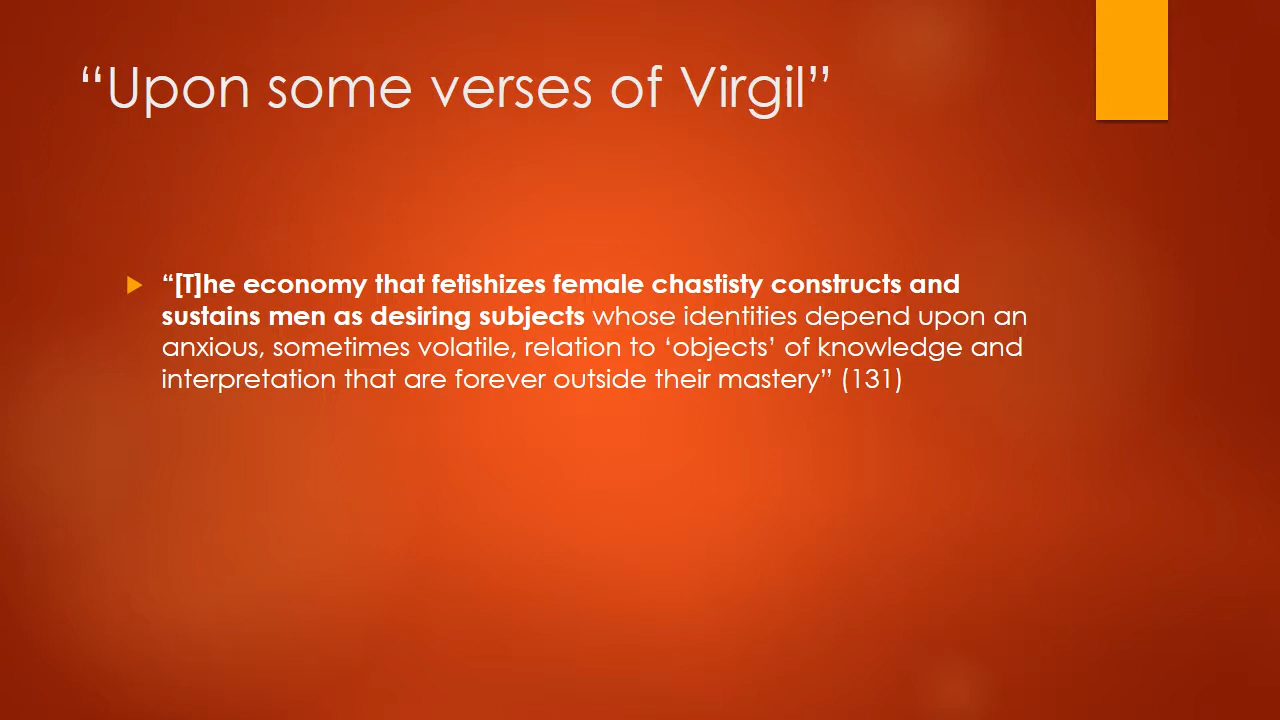 “Upon some verses of Virgil”
“[T]he economy that fetishizes female chastisty constructs and
sustains men as desiring subjects whose identities depend upon an
anxious, sometimes volatile, relation to ‘objects’ of knowledge and
interpretation that are forever outside their mastery” (131)